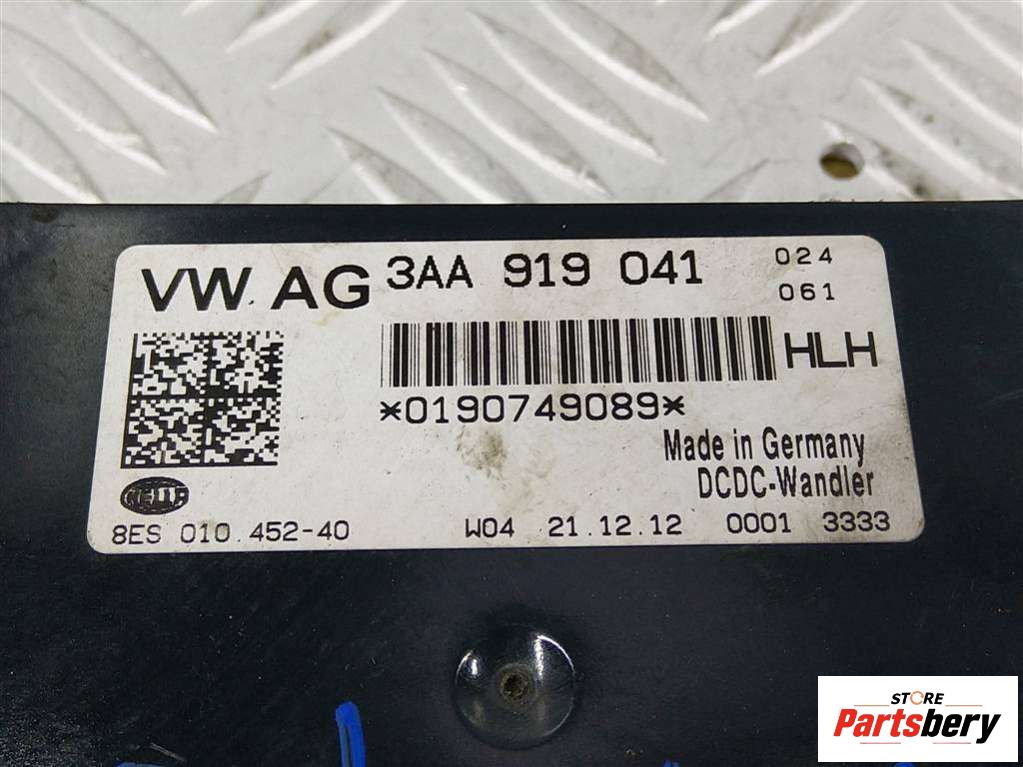 VW AG 3AA 919 041 024
061
HLH
*0190749089*
Made in Germany
DCDC-Wandler
HELLA
8ES 010.452-40 W04 21.12.12 0001 3333
STORE
Partsbery